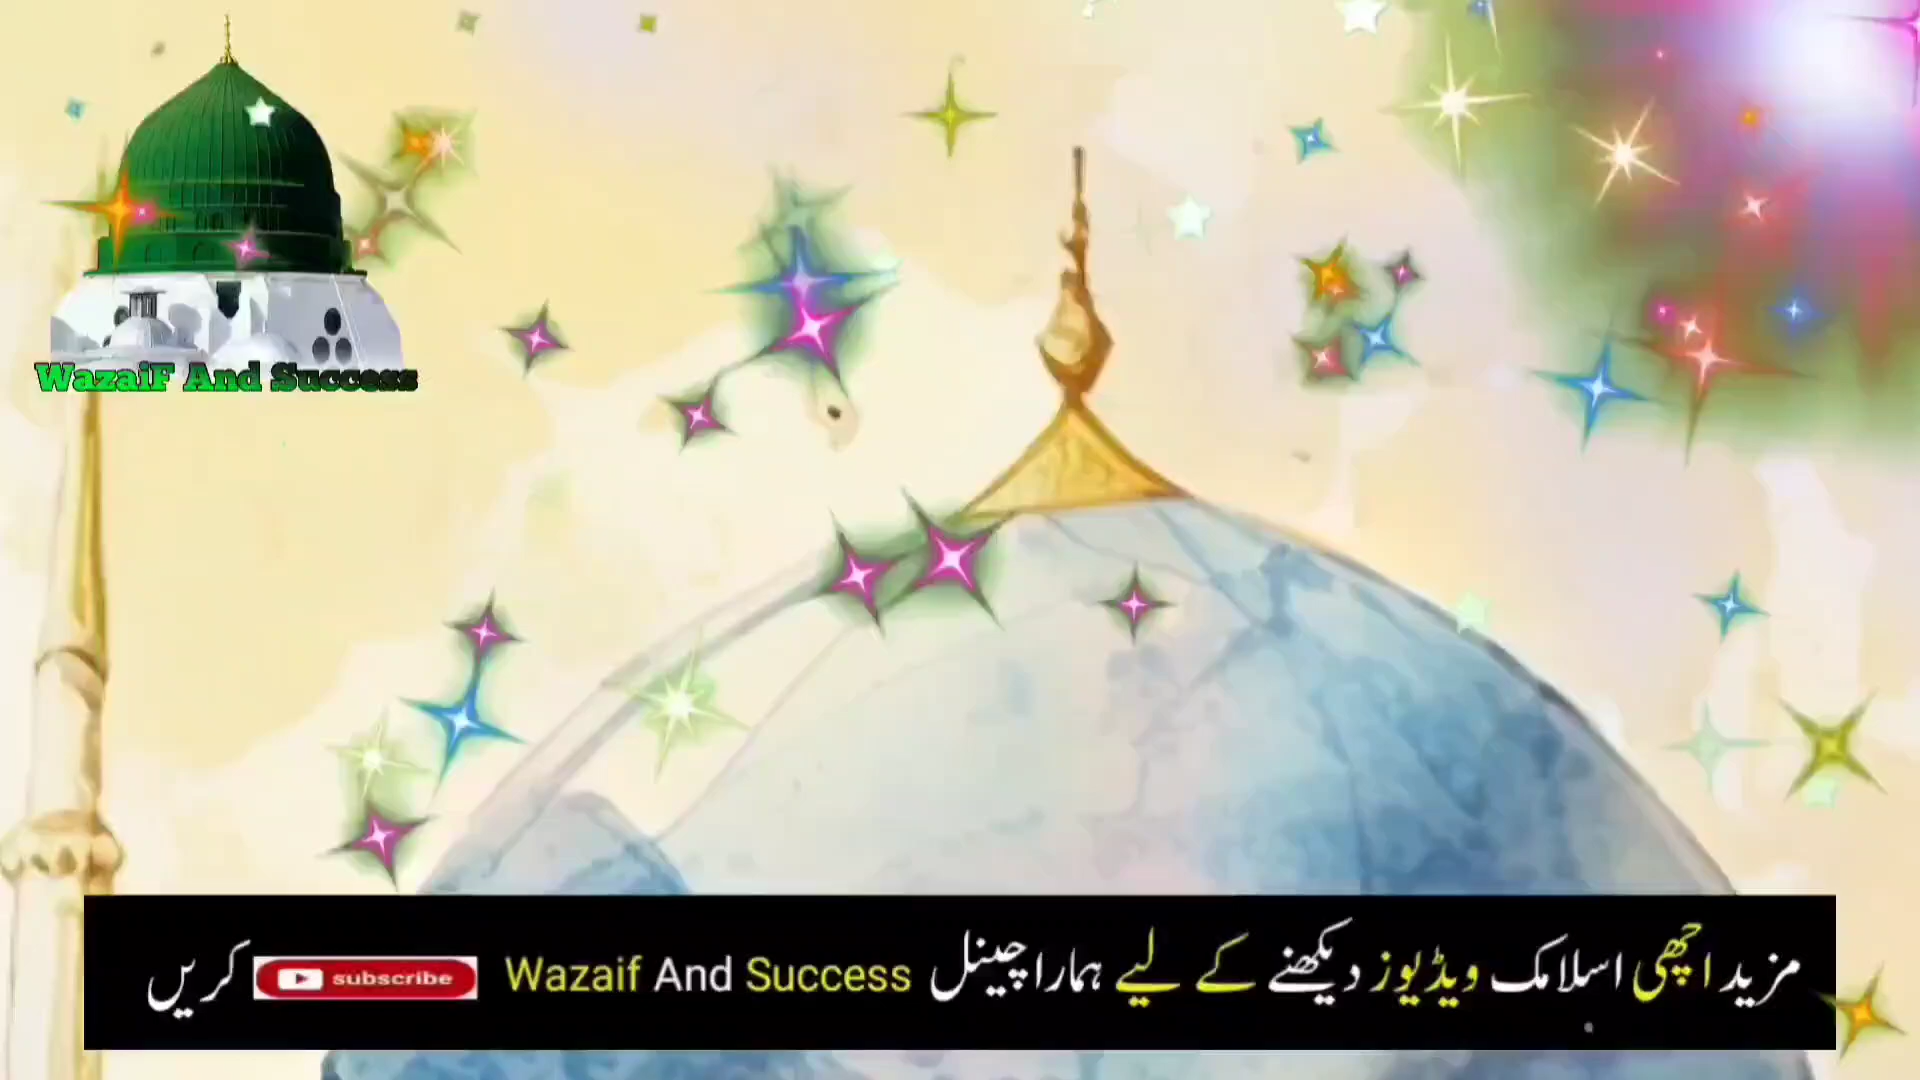 WazaiF And Success
مزید اچھی اسلامک ویڈیوز دیکھنے کے لیے ہمارا چینل Wazaif And Success subscribe کریں